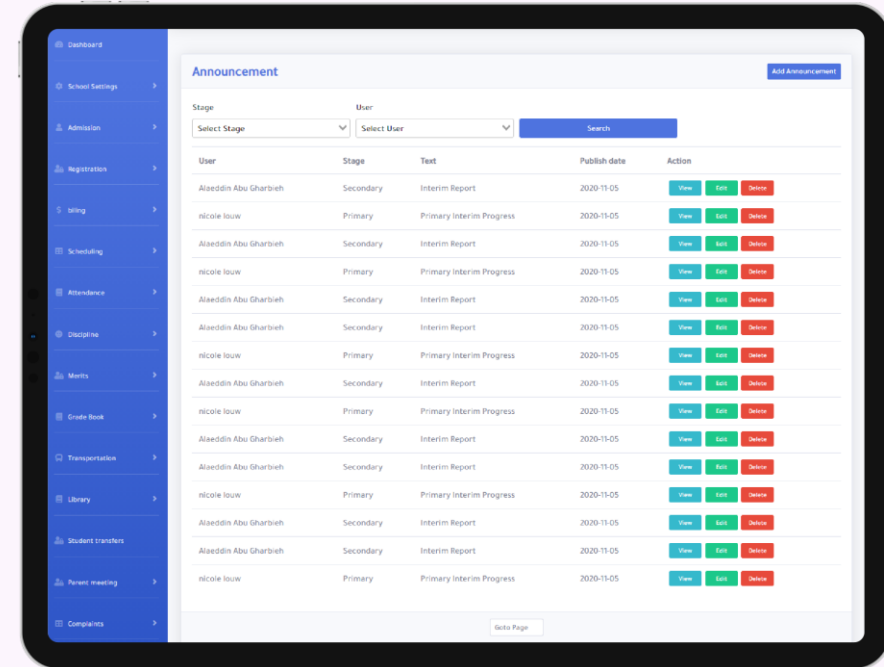 Dashboard
School Settings
Admission
Registration
billing
Scheduling
Attendance
Discipline
Merits
Grade Book
Transportation
Library
Student transfers
Parent meeting
Complaints
Announcement
Add Announcement
Stage User
Select Stage Select User Search
User Stage Text Publish date Action
Alaeddin Abu Gharbieh Secondary Interim Report 2020-11-05 View Edit Delete
nicole louw Primary Primary Interim Progress 2020-11-05 View Edit Delete
Alaeddin Abu Gharbieh Secondary Interim Report 2020-11-05 View Edit Delete
nicole louw Primary Primary Interim Progress 2020-11-05 View Edit Delete
Alaeddin Abu Gharbieh Secondary Interim Report 2020-11-05 View Edit Delete
Alaeddin Abu Gharbieh Secondary Interim Report 2020-11-05 View Edit Delete
nicole louw Primary Primary Interim Progress 2020-11-05 View Edit Delete
Alaeddin Abu Gharbieh Secondary Interim Report 2020-11-05 View Edit Delete
nicole louw Primary Primary Interim Progress 2020-11-05 View Edit Delete
Alaeddin Abu Gharbieh Secondary Interim Report 2020-11-05 View Edit Delete
Alaeddin Abu Gharbieh Secondary Interim Report 2020-11-05 View Edit Delete
nicole louw Primary Primary Interim Progress 2020-11-05 View Edit Delete
Alaeddin Abu Gharbieh Secondary Interim Report 2020-11-05 View Edit Delete
Alaeddin Abu Gharbieh Secondary Interim Report 2020-11-05 View Edit Delete
nicole louw Primary Primary Interim Progress 2020-11-05 View Edit Delete
Goto Page